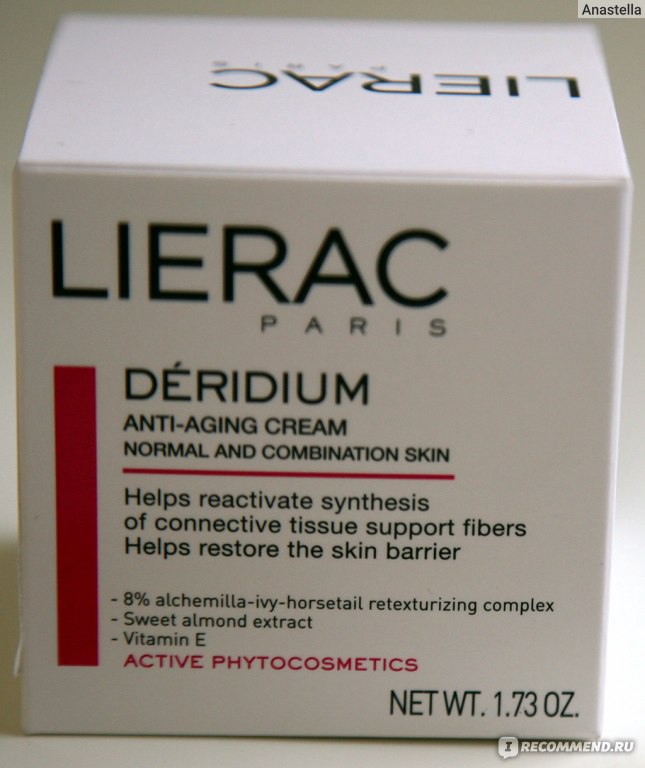 Anastella
LIERAC
PARIS
LIERAC
PARIS
DÉRIDIUM
ANTI-AGING CREAM
NORMAL AND COMBINATION SKIN
Helps reactivate synthesis
of connective tissue support fibers
Helps restore the skin barrier
- 8% alchemilla-ivy-horsetail retexturizing complex
- Sweet almond extract
- Vitamin E
ACTIVE PHYTOCOSMETICS
NET WT. 1.73 OZ.
I RECOMMEND.RU